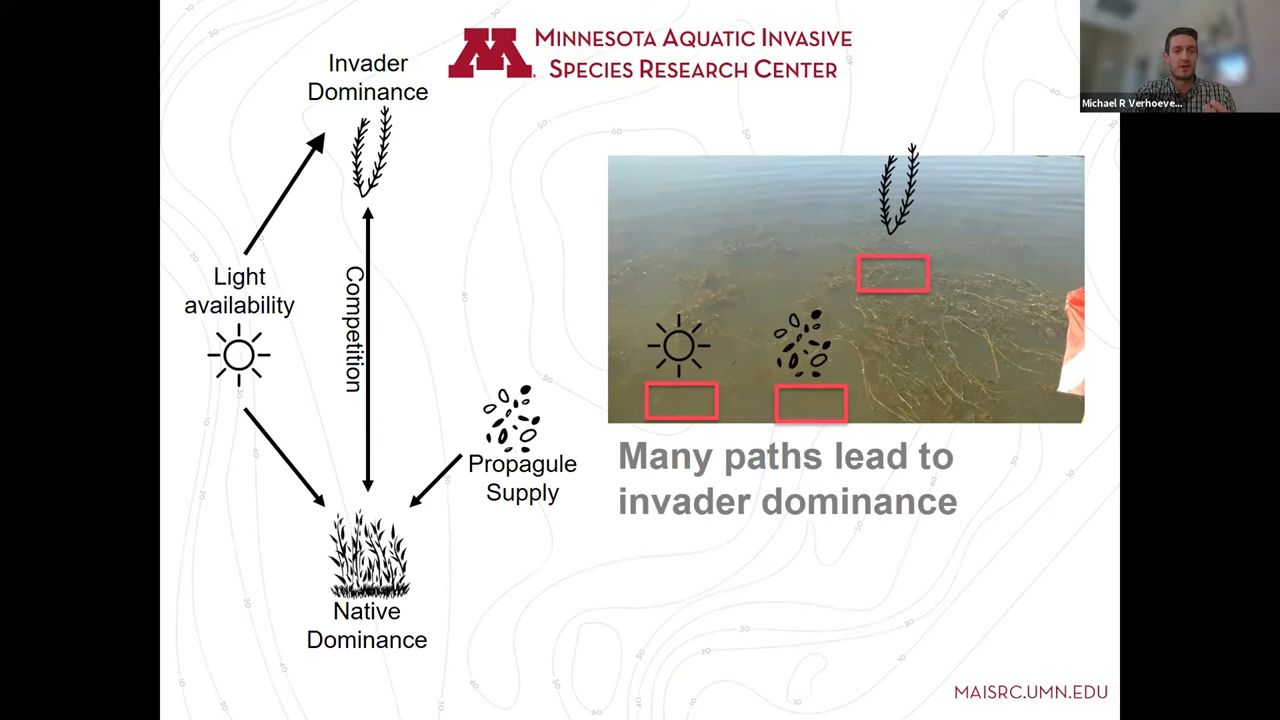 MINNESOTA AQUATIC INVASIVE
SPECIES RESEARCH CENTER
Michael R Verhoeve...
Invader
Dominance
Light
availability
Competition
Propagule
Supply
Native
Dominance
Many paths lead to
invader dominance
MAISRC.UMN.EDU